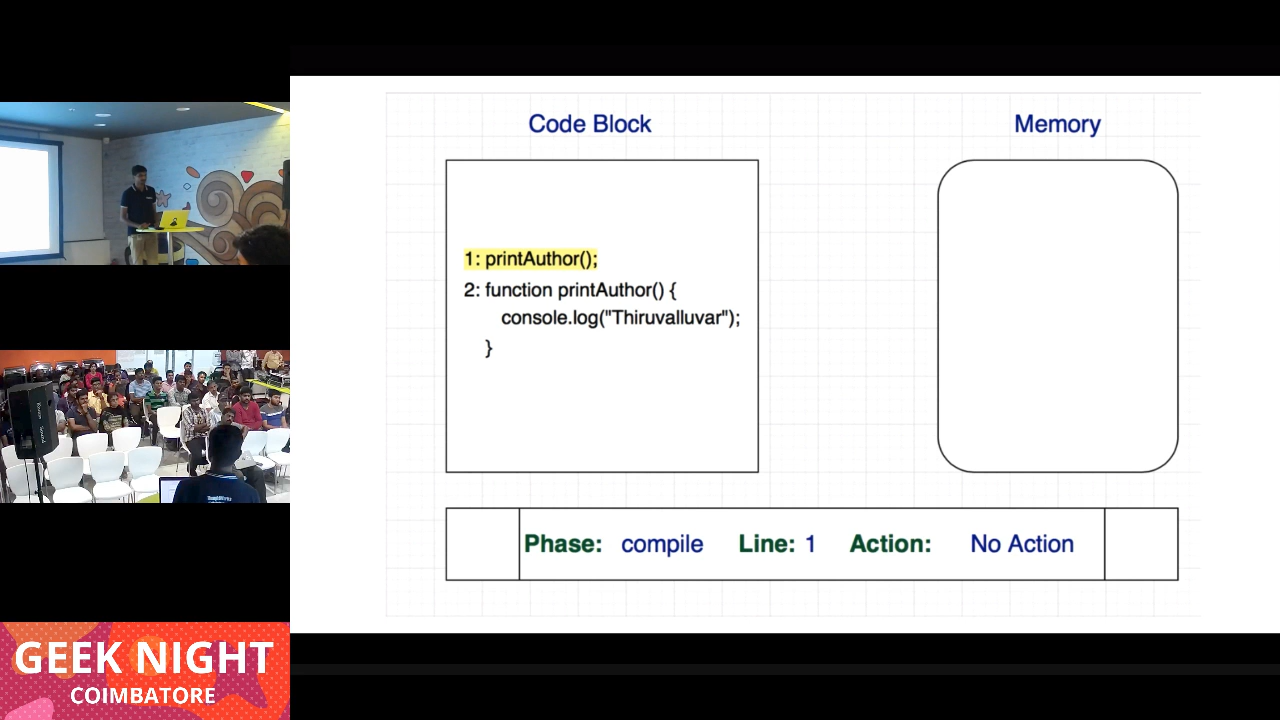 Code Block
Memory
1: printAuthor();
2: function printAuthor() {
console.log("Thiruvalluvar");
}
Phase: compile Line: 1 Action: No Action
GEEK NIGHT
COIMBATORE